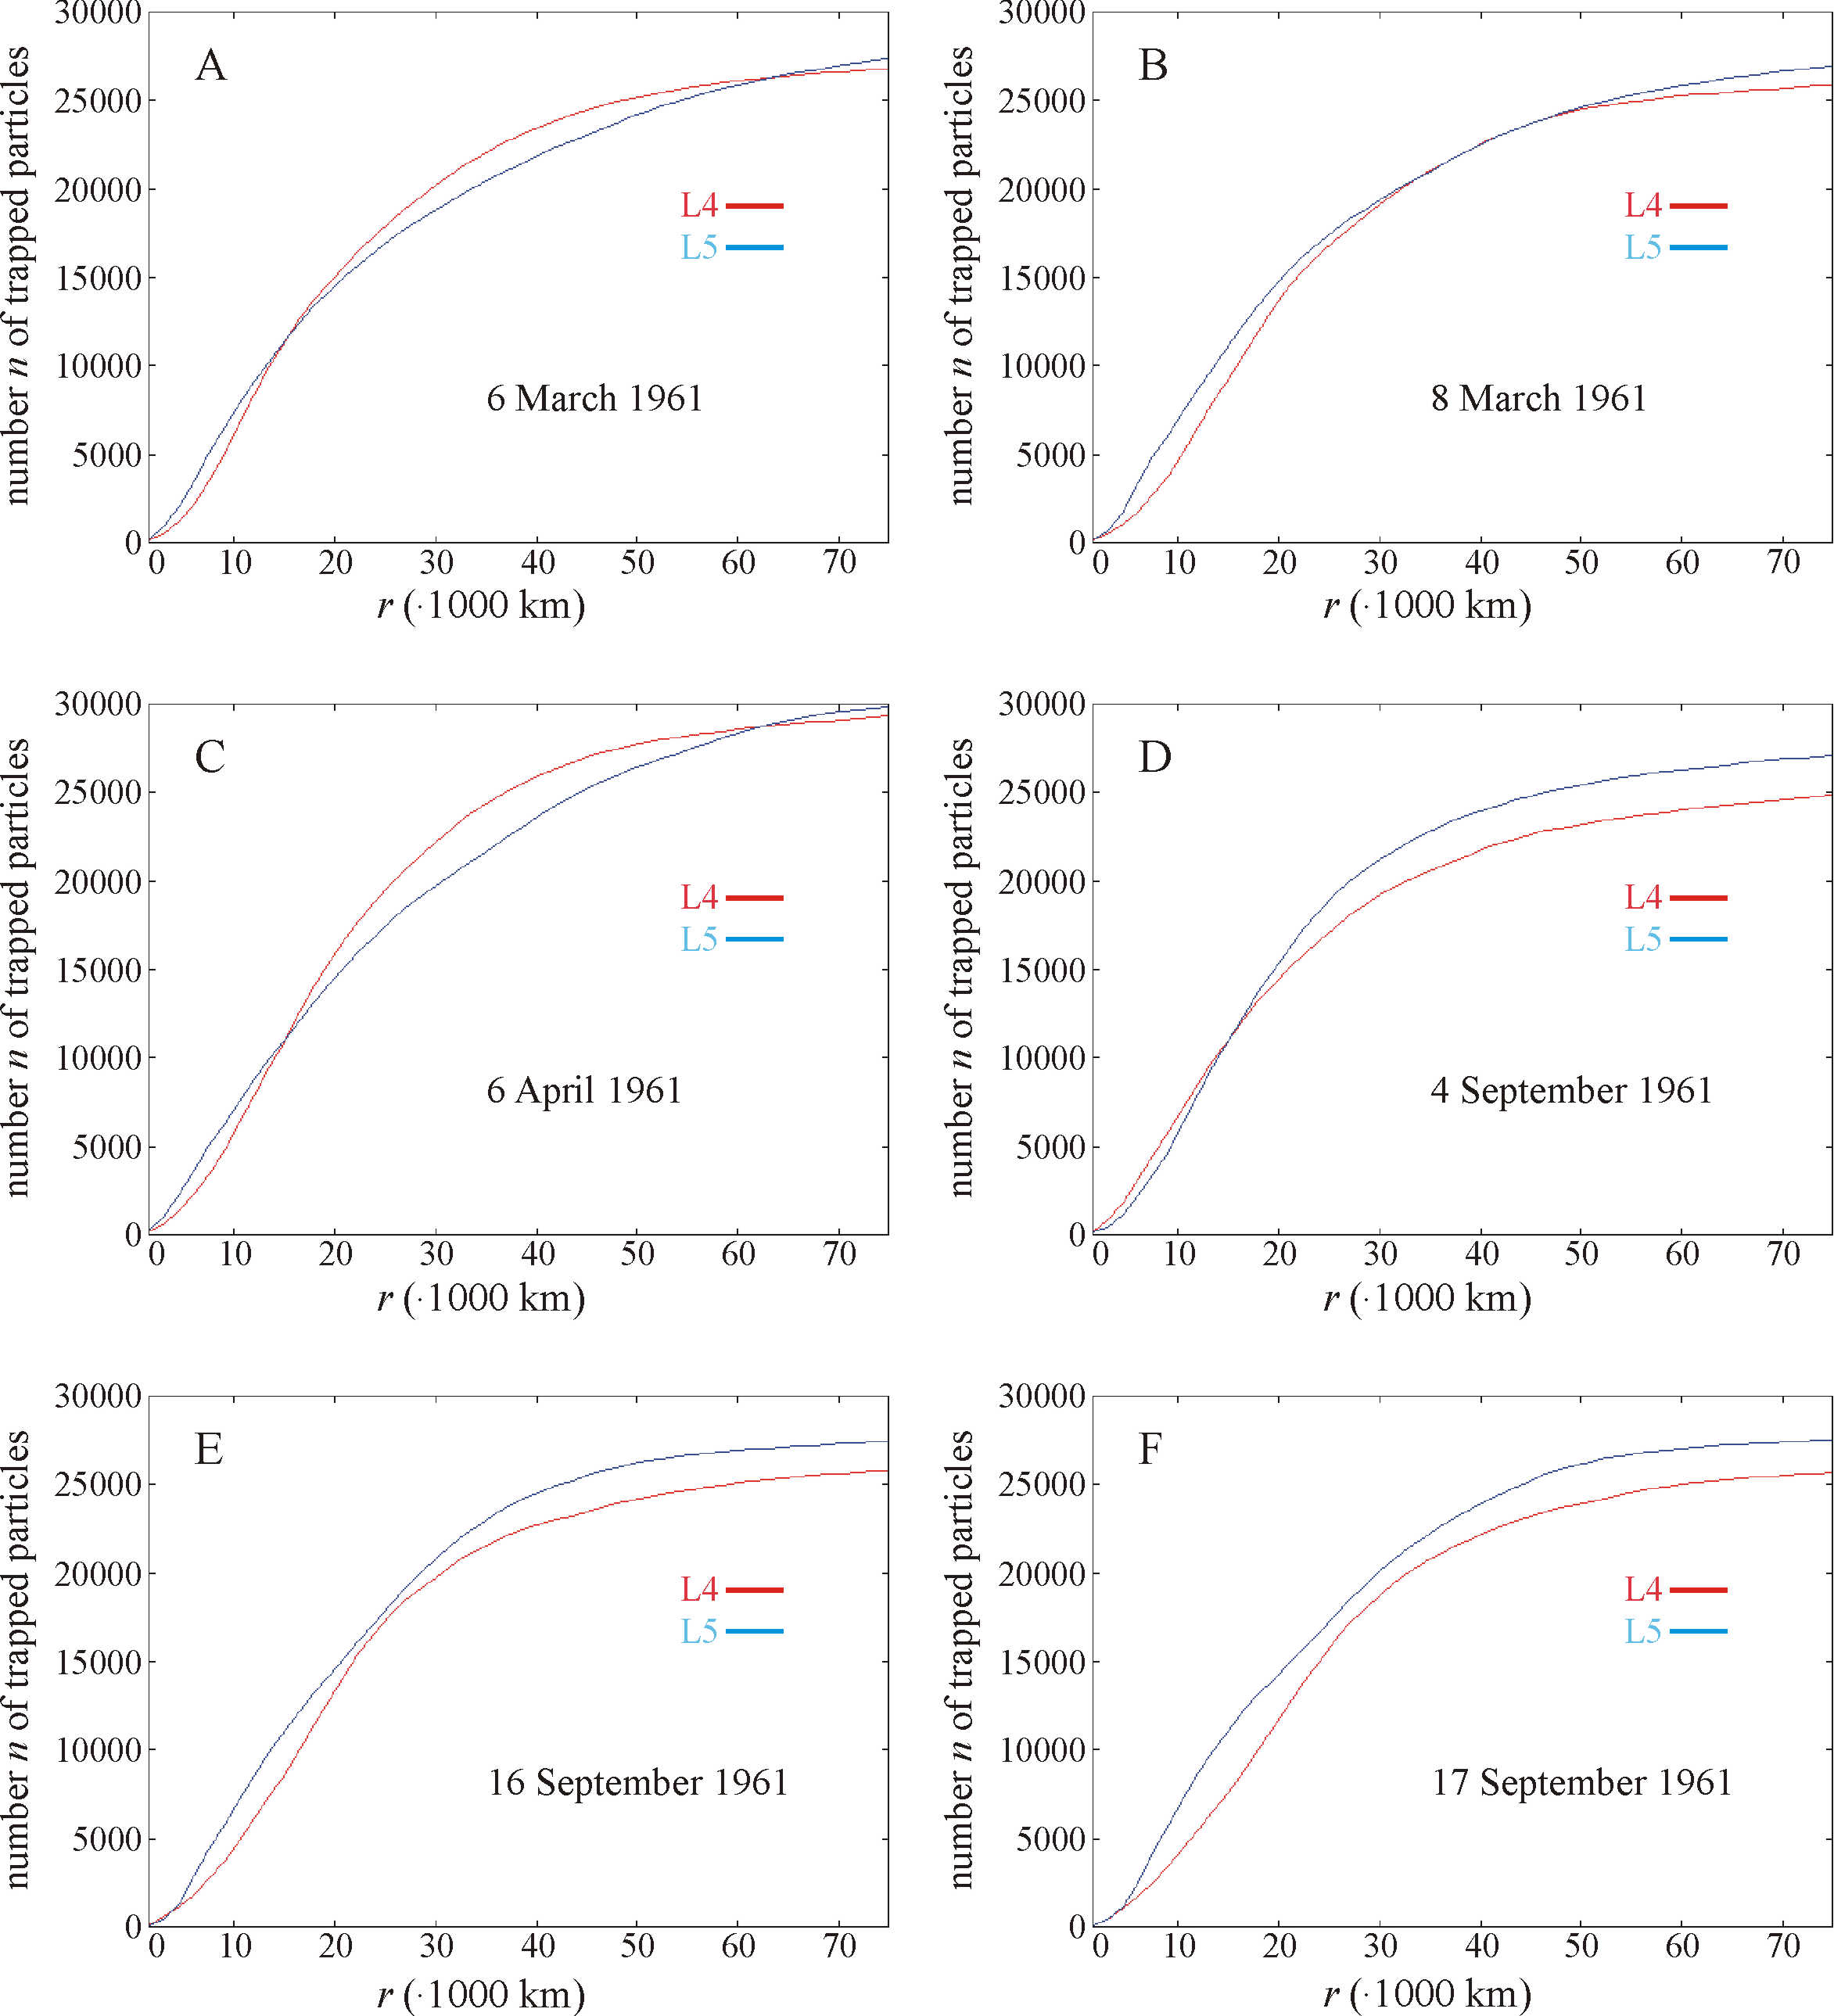 A
number n of trapped particles
30000
25000
20000
15000
10000
5000
0
L4
L5
6 March 1961
0 10 20 30 40 50 60 70
r (·1000 km)
B
number n of trapped particles
30000
25000
20000
15000
10000
5000
0
L4
L5
8 March 1961
0 10 20 30 40 50 60 70
r (·1000 km)
C
number n of trapped particles
30000
25000
20000
15000
10000
5000
0
L4
L5
6 April 1961
0 10 20 30 40 50 60 70
r (·1000 km)
D
number n of trapped particles
30000
25000
20000
15000
10000
5000
0
L4
L5
4 September 1961
0 10 20 30 40 50 60 70
r (·1000 km)
E
number n of trapped particles
30000
25000
20000
15000
10000
5000
0
L4
L5
16 September 1961
0 10 20 30 40 50 60 70
r (·1000 km)
F
number n of trapped particles
30000
25000
20000
15000
10000
5000
0
L4
L5
17 September 1961
0 10 20 30 40 50 60 70
r (·1000 km)